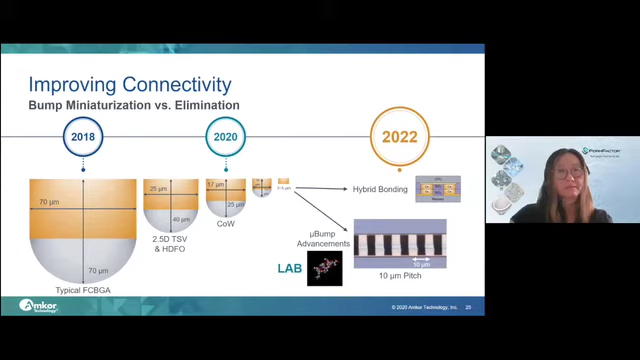 Improving Connectivity
Bump Miniaturization vs. Elimination
2018
2020
2022
70 µm
70 µm
Typical FCBGA
25 µm
40 µm
2.5D TSV
& HDFO
17 µm
25 µm
CoW
Hybrid Bonding
µBump
Advancements
LAB
10 µm
10 µm Pitch
Amkor
Technology
© 2020 Amkor Technology, Inc.
25
FORMFACTOR